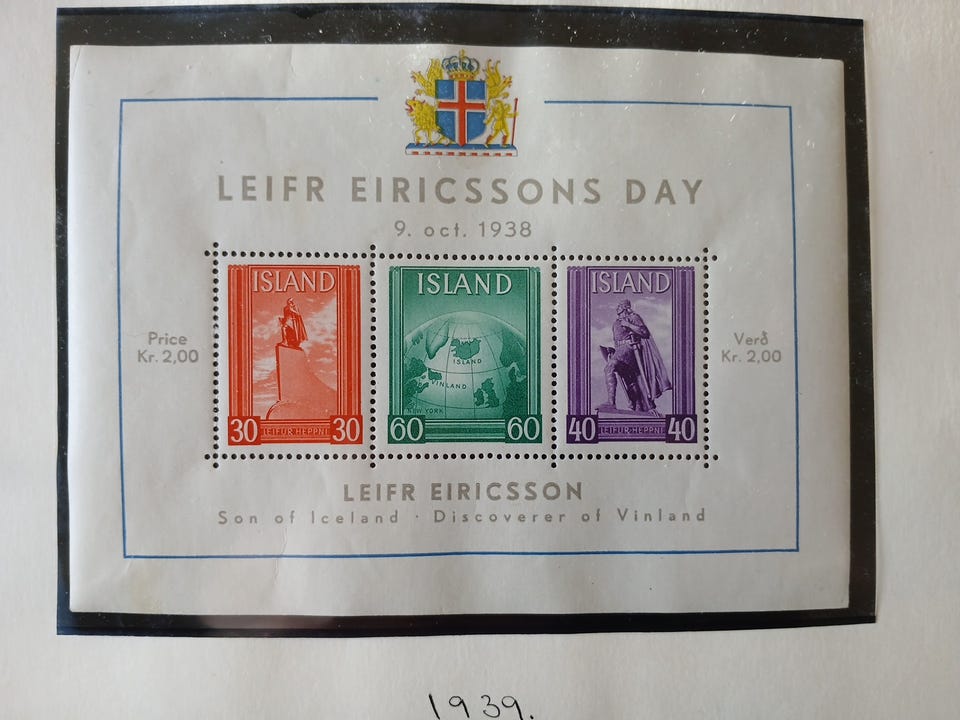 LEIFR EIRICSSONS DAY
9. oct. 1938
Price
Kr. 2,00
ISLAND
30 LEIFUR HEPPNI 30
ISLAND
ISLAND
VINLAND
NEW YORK
60 60
ISLAND
40 LEIFUR HEPPNI 40
Verð
Kr. 2,00
LEIFR EIRICSSON
Son of Iceland · Discoverer of Vinland
1939.